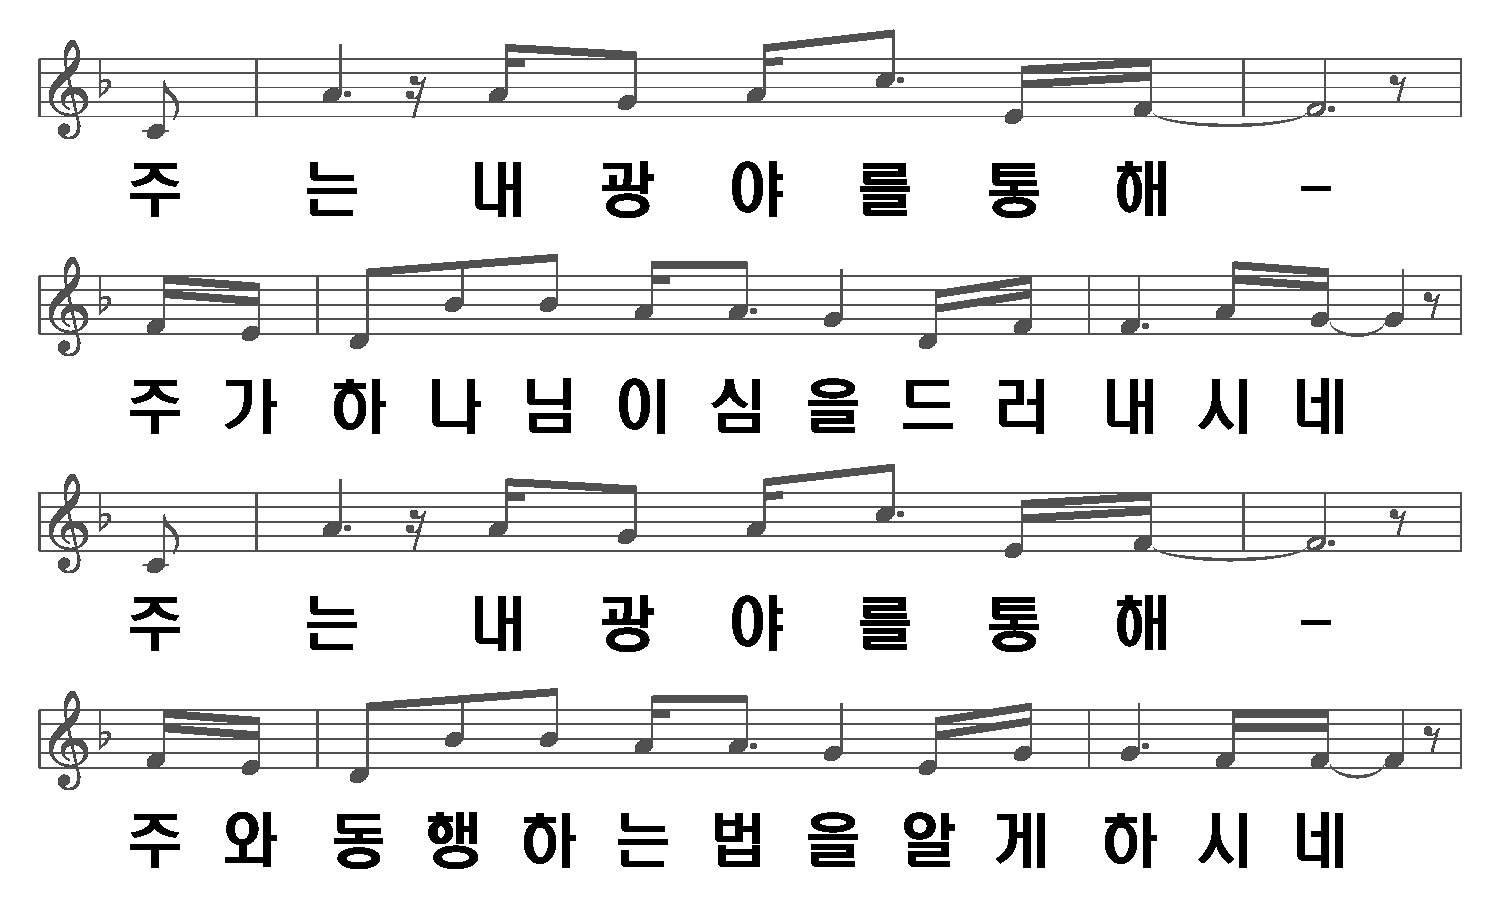 주 는 내 광 야 를 통 해 -
주 가 하 나 님 이 심 을 드 러 내 시 네
주 는 내 광 야 를 통 해 -
주 와 동 행 하 는 법 을 알 게 하 시 네